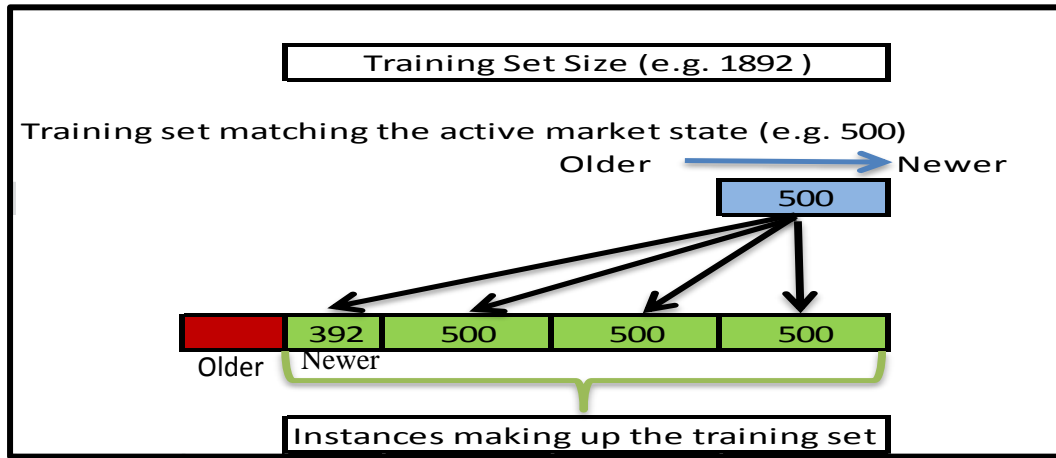 Training Set Size (e.g. 1892 )
Training set matching the active market state (e.g. 500)
Older Newer
500
392 500 500 500
Older Newer
Instances making up the training set